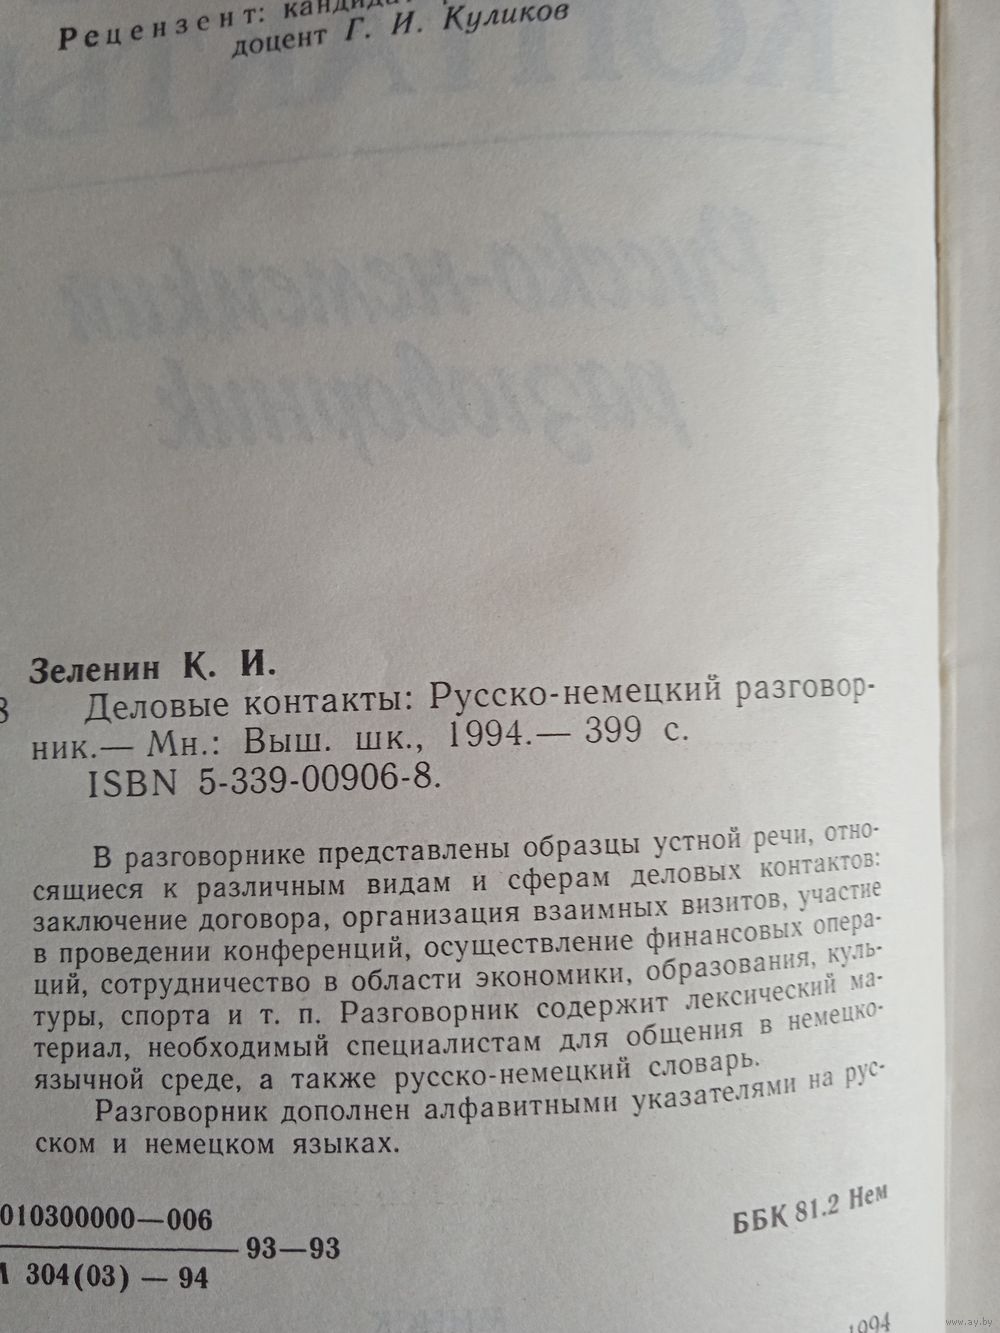 Рецензент:
доцент Г. И. Куликов
Зеленин К. И.
Деловые контакты: Русско-немецкий разговор-
ник.— Мн.: Выш. шк., 1994.— 399 с.
ISBN 5-339-00906-8.
В разговорнике представлены образцы устной речи, отно-
сящиеся к различным видам и сферам деловых контактов:
заключение договора, организация взаимных визитов, участие
в проведении конференций, осуществление финансовых опера-
ций, сотрудничество в области экономики, образования, куль-
туры, спорта и т. п. Разговорник содержит лексический ма-
териал, необходимый специалистам для общения в немецко-
язычной среде, а также русско-немецкий словарь.
Разговорник дополнен алфавитными указателями на рус-
ском и немецком языках.
010300000—006
93—93
304(03) — 94
ББК 81.2 Нем
1994
www.ay.by